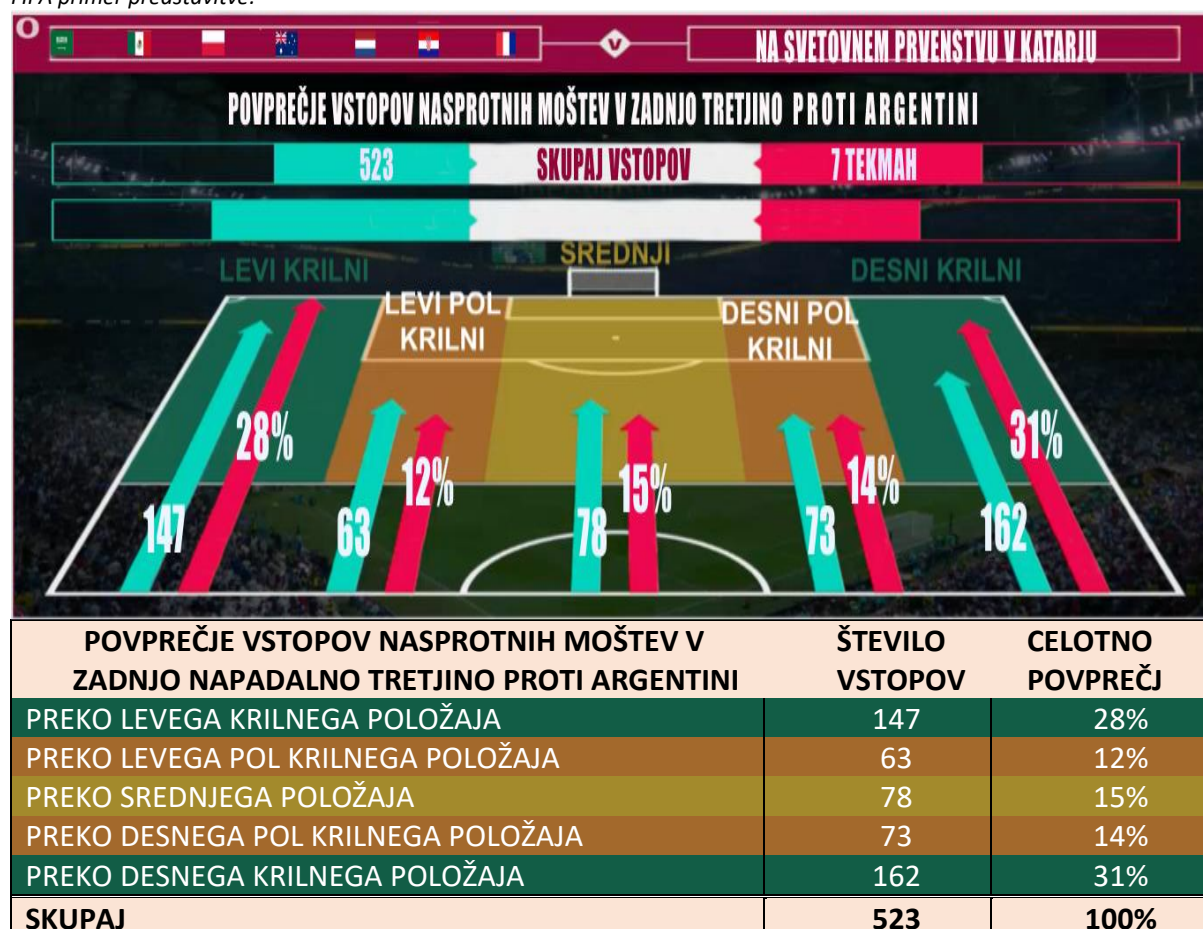 FIFA primer predstavitve:
O
V
NA SVETOVNEM PRVENSTVU V KATARJU
POVPREČJE VSTOPOV NASPROTNIH MOŠTEV V ZADNJO TRETJINO PROTI ARGENTINI
523 SKUPAJ VSTOPOV 7 TEKMAH
LEVI KRILNI SREDNJI DESNI KRILNI
LEVI POL
KRILNI
DESNI POL
KRILNI
28% 12% 15% 14% 31%
147 63 78 73 162
POVPREČJE VSTOPOV NASPROTNIH MOŠTEV V
ZADNJO NAPADALNO TRETJINO PROTI ARGENTINI
ŠTEVILO
VSTOPOV
CELOTNO
POVPREČJ
PREKO LEVEGA KRILNEGA POLOŽAJA 147 28%
PREKO LEVEGA POL KRILNEGA POLOŽAJA 63 12%
PREKO SREDNJEGA POLOŽAJA 78 15%
PREKO DESNEGA POL KRILNEGA POLOŽAJA 73 14%
PREKO DESNEGA KRILNEGA POLOŽAJA 162 31%
SKUPAJ 523 100%